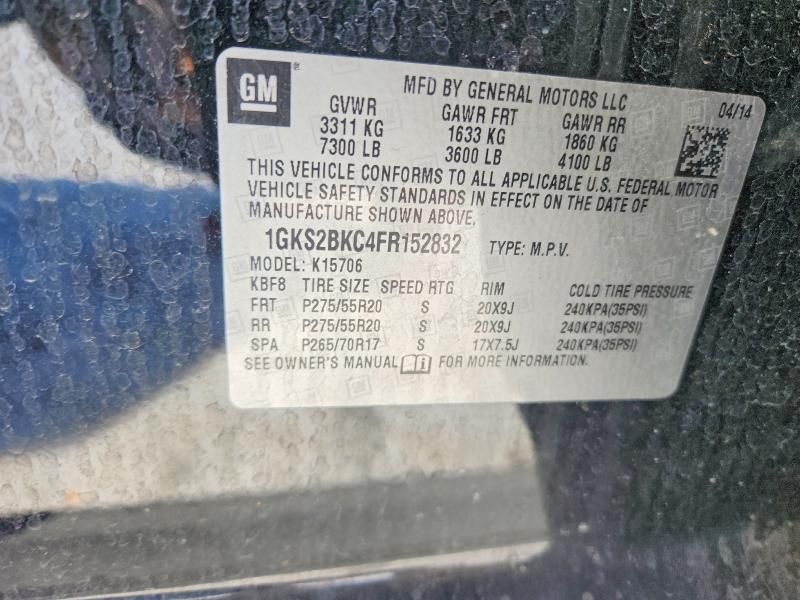 GM
MFD BY GENERAL MOTORS LLC
04/14
GVWR GAWR FRT GAWR RR
3311 KG 1633 KG 1860 KG
7300 LB 3600 LB 4100 LB
THIS VEHICLE CONFORMS TO ALL APPLICABLE U.S. FEDERAL MOTOR
VEHICLE SAFETY STANDARDS IN EFFECT ON THE DATE OF
MANUFACTURE SHOWN ABOVE.
1GKS2BKC4FR152832 TYPE: M.P.V.
MODEL: K15706
KBF8 TIRE SIZE SPEED RTG RIM COLD TIRE PRESSURE
FRT P275/55R20 S 20X9J 240KPA(35PSI)
RR P275/55R20 S 20X9J 240KPA(35PSI)
SPA P265/70R17 S 17X7.5J 240KPA(35PSI)
SEE OWNER'S MANUAL FOR MORE INFORMATION.